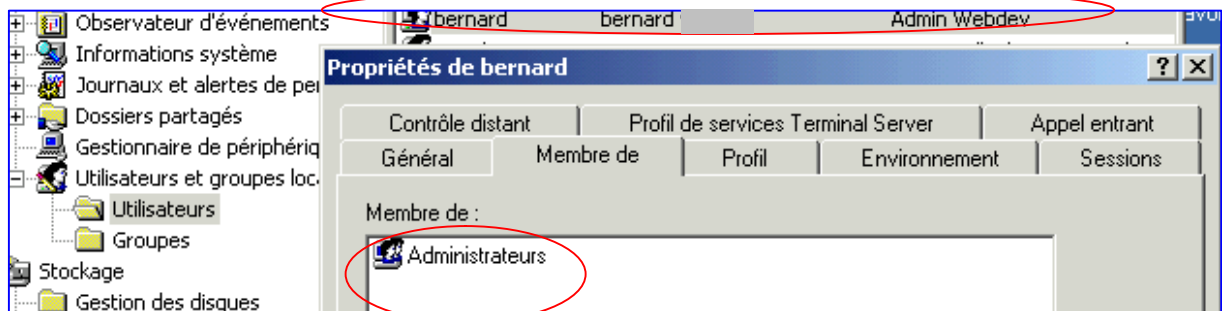 Observateur d'événements
Informations système
Journaux et alertes de pe
Dossiers partagés
Gestionnaire de périphériq
Utilisateurs et groupes loc
Utilisateurs
Groupes
Stockage
Gestion des disques
bernard bernard Admin Webdev
Propriétés de bernard
Contrôle distant Profil de services Terminal Server Appel entrant
Général Membre de Profil Environnement Sessions
Membre de :
Administrateurs